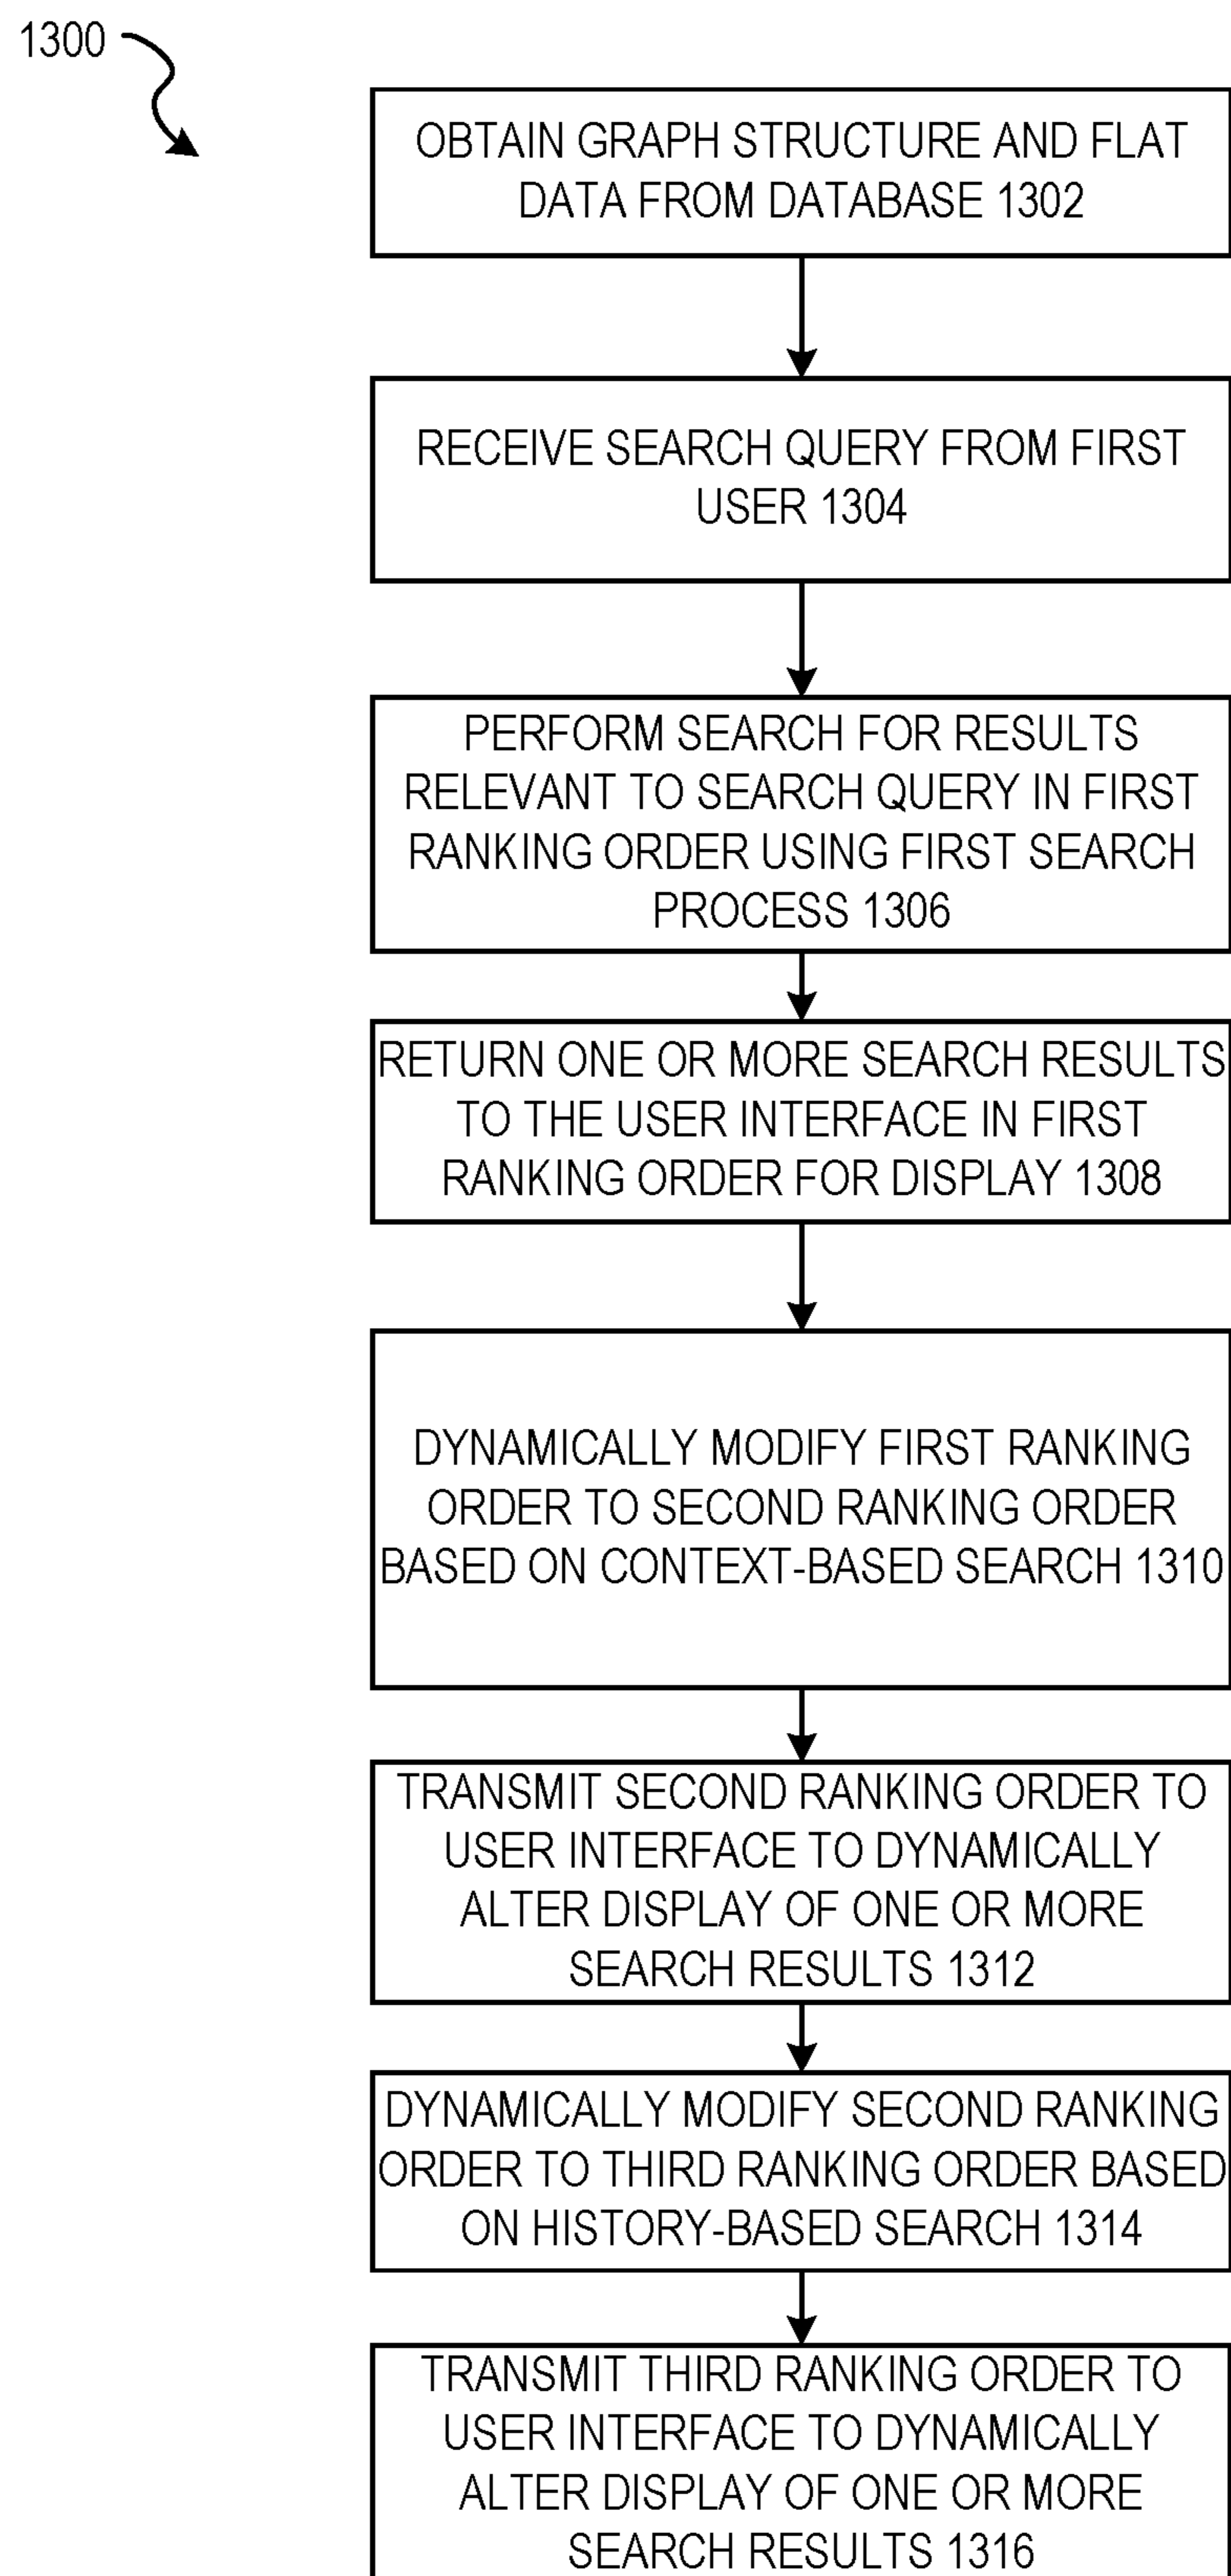 1300
OBTAIN GRAPH STRUCTURE AND FLAT
DATA FROM DATABASE 1302
RECEIVE SEARCH QUERY FROM FIRST
USER 1304
PERFORM SEARCH FOR RESULTS
RELEVANT TO SEARCH QUERY IN FIRST
RANKING ORDER USING FIRST SEARCH
PROCESS 1306
RETURN ONE OR MORE SEARCH RESULTS
TO THE USER INTERFACE IN FIRST
RANKING ORDER FOR DISPLAY 1308
DYNAMICALLY MODIFY FIRST RANKING
ORDER TO SECOND RANKING ORDER
BASED ON CONTEXT-BASED SEARCH 1310
TRANSMIT SECOND RANKING ORDER TO
USER INTERFACE TO DYNAMICALLY
ALTER DISPLAY OF ONE OR MORE
SEARCH RESULTS 1312
DYNAMICALLY MODIFY SECOND RANKING
ORDER TO THIRD RANKING ORDER BASED
ON HISTORY-BASED SEARCH 1314
TRANSMIT THIRD RANKING ORDER TO
USER INTERFACE TO DYNAMICALLY
ALTER DISPLAY OF ONE OR MORE
SEARCH RESULTS 1316